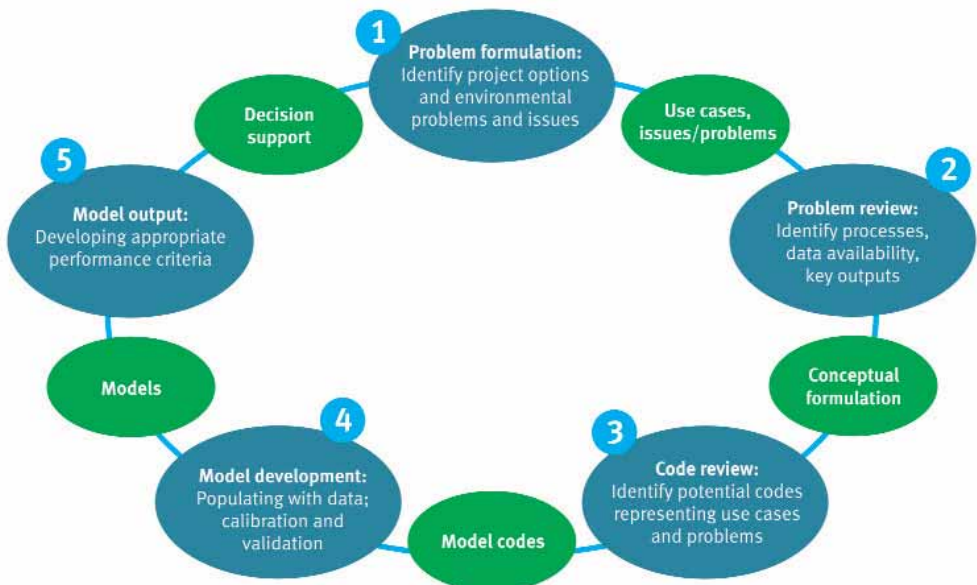 1
Problem formulation:
Identify project options
and environmental
problems and issues
Use cases,
issues/problems
2
Problem review:
Identify processes,
data availability,
key outputs
Conceptual
formulation
3
Code review:
Identify potential codes
representing use cases
and problems
Model codes
4
Model development:
Populating with data;
calibration and
validation
Models
5
Model output:
Developing appropriate
performance criteria
Decision
support